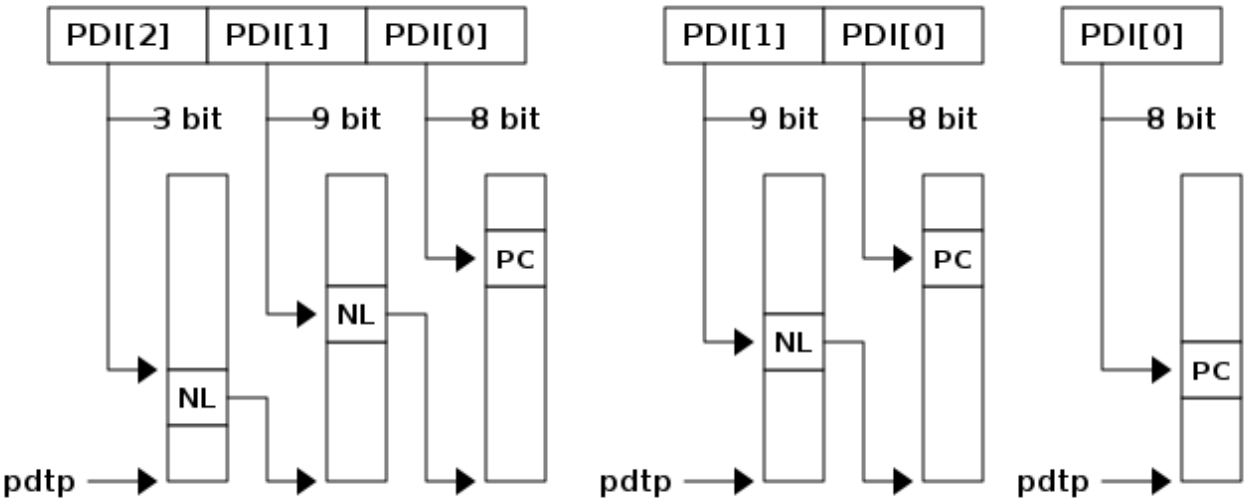 PDI[2] PDI[1] PDI[0] PDI[1] PDI[0] PDI[0]
3 bit 9 bit 8 bit 9 bit 8 bit 8 bit
PC PC
NL
NL
PC
NL
pdtp pdtp pdtp